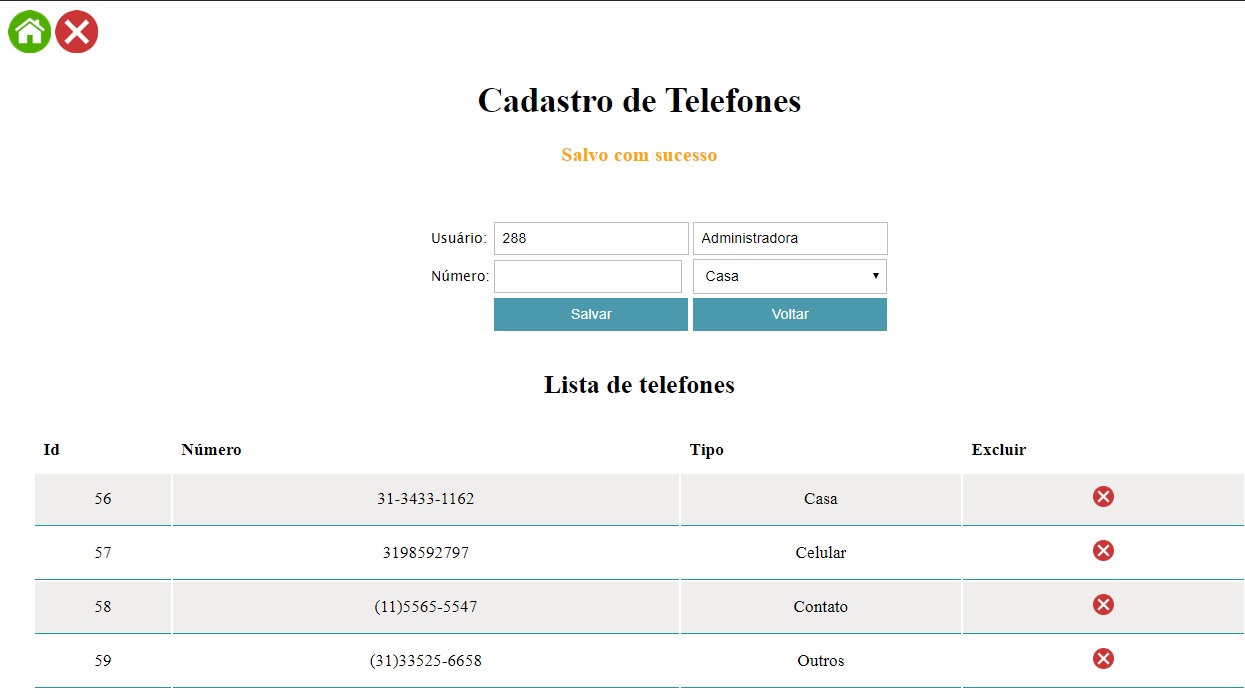 Cadastro de Telefones
Salvo com sucesso
Usuário: 288 Administradora
Número: Casa
Salvar Voltar
Lista de telefones
Id Número Tipo Excluir
56 31-3433-1162 Casa
57 3198592797 Celular
58 (11)5565-5547 Contato
59 (31)33525-6658 Outros